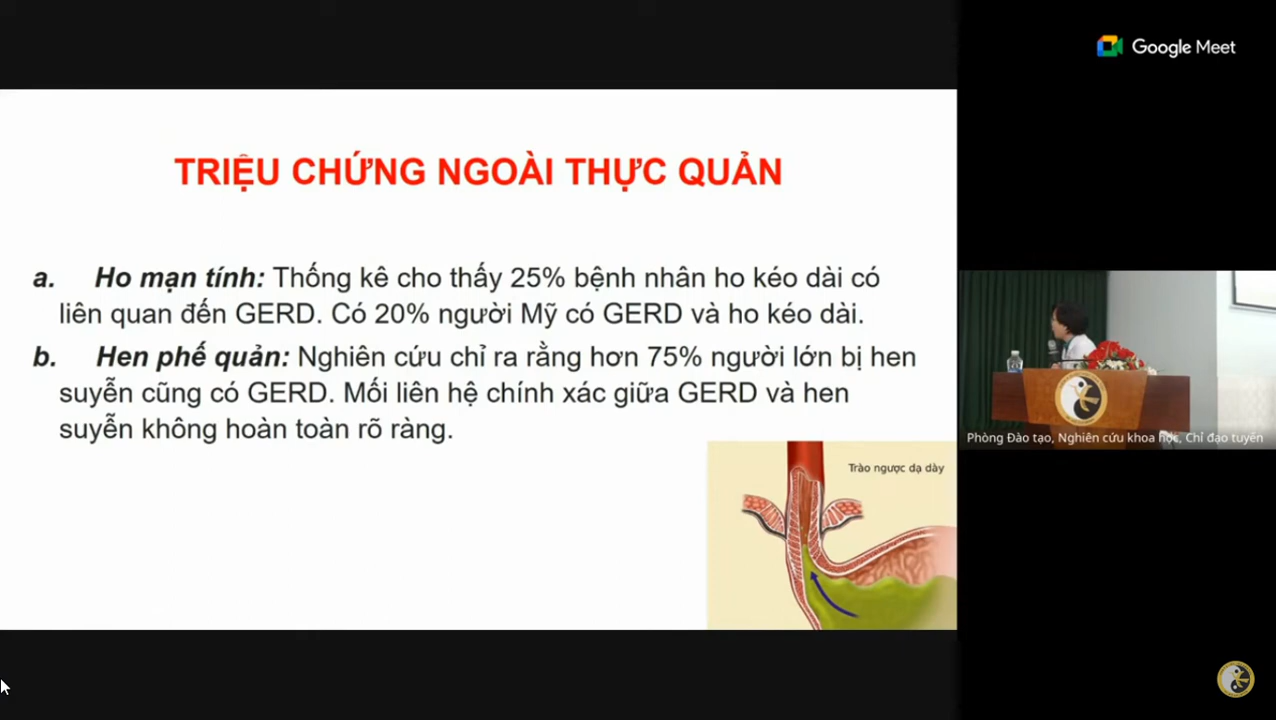 Google Meet
TRIỆU CHỨNG NGOÀI THỰC QUẢN
a. Ho mạn tính: Thống kê cho thấy 25% bệnh nhân ho kéo dài có
liên quan đến GERD. Có 20% người Mỹ có GERD và ho kéo dài.
b. Hen phế quản: Nghiên cứu chỉ ra rằng hơn 75% người lớn bị hen
suyễn cũng có GERD. Mối liên hệ chính xác giữa GERD và hen
suyễn không hoàn toàn rõ ràng.
Trào ngược dạ dày
Phòng Đào tạo, Nghiên cứu khoa học, Chỉ đạo tuyến